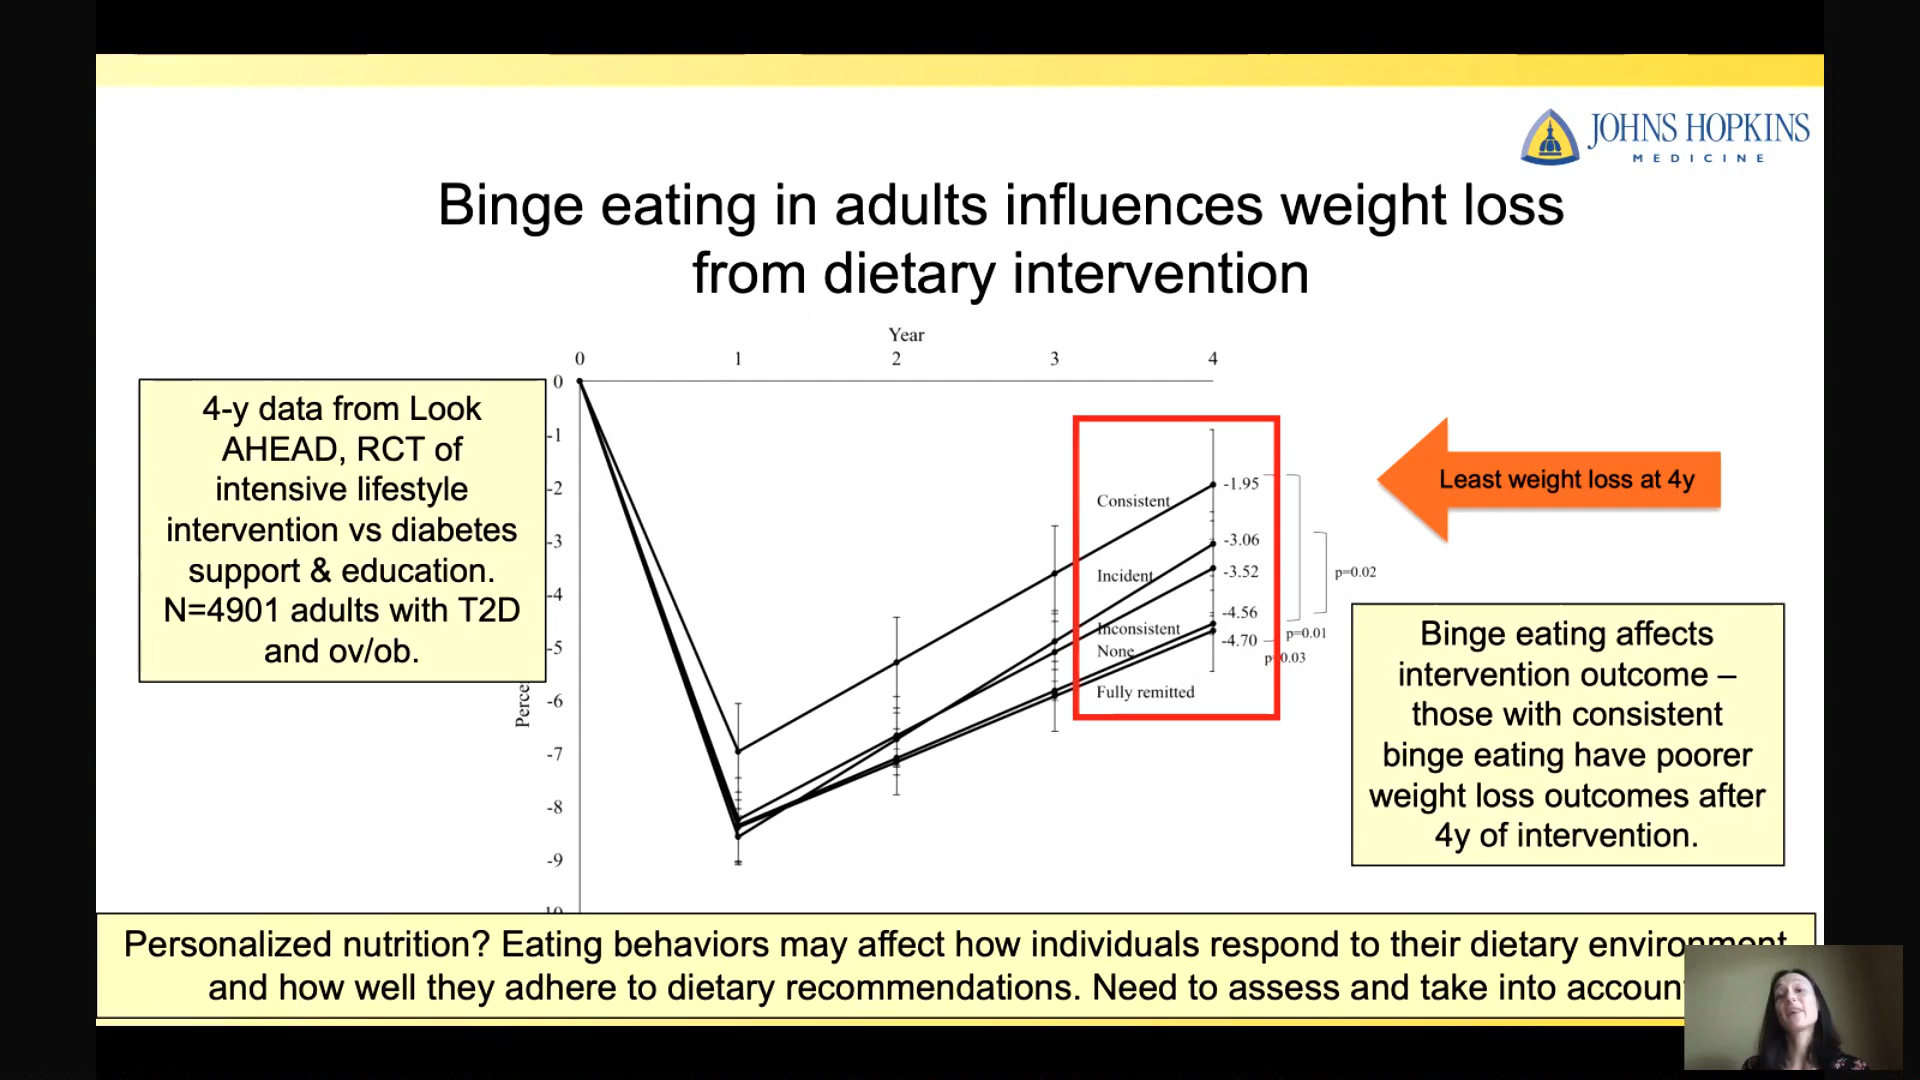 JOHNS HOPKINS
MEDICINE
Binge eating in adults influences weight loss
from dietary intervention
Year
0 1 2 3 4
0
-1
-2
-3
-4
-5
-6
-7
-8
-9
4-y data from Look
AHEAD, RCT of
intensive lifestyle
intervention vs diabetes
support & education.
N=4901 adults with T2D
and ov/ob.
Consistent
Incident
Inconsistent
None
Fully remitted
-1.95
-3.06
-3.52
-4.56
-4.70
p=0.02
p=0.01
p=0.03
Least weight loss at 4y
Binge eating affects
intervention outcome –
those with consistent
binge eating have poorer
weight loss outcomes after
4y of intervention.
Personalized nutrition? Eating behaviors may affect how individuals respond to their dietary environment
and how well they adhere to dietary recommendations. Need to assess and take into account